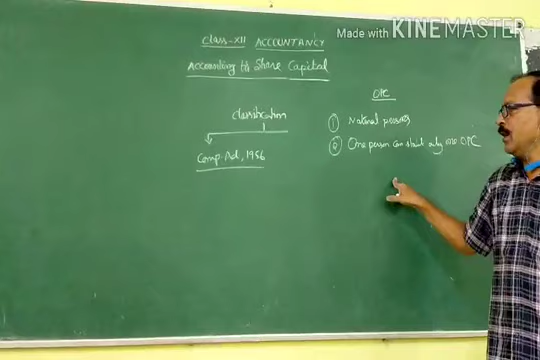 Made with KINEMASTER
Class-XII ACCOUNTANCY
Accounting for Share Capital
Classification
Comp. Act, 1956
OPC
① Natural persons
② One person can start only one OPC